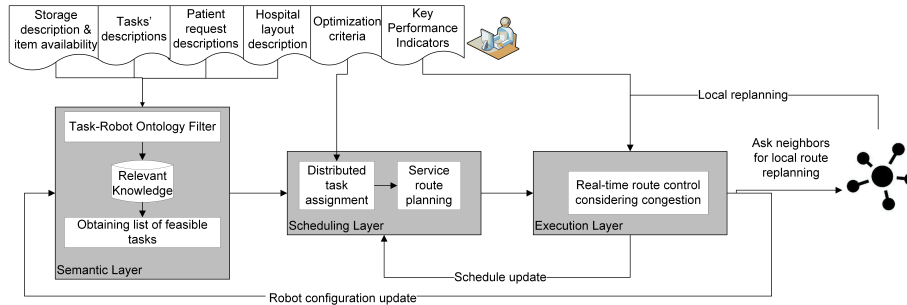 Storage
description &
item availability
Tasks'
descriptions
Patient
request
descriptions
Hospital
layout
description
Optimization
criteria
Key
Performance
Indicators
Local replanning
Task-Robot Ontology Filter
Relevant
Knowledge
Obtaining list of feasible
tasks
Semantic Layer
Distributed
task
assignment
Service
route
planning
Scheduling Layer
Real-time route control
considering congestion
Execution Layer
Ask neighbors
for local route
replanning
Schedule update
Robot configuration update